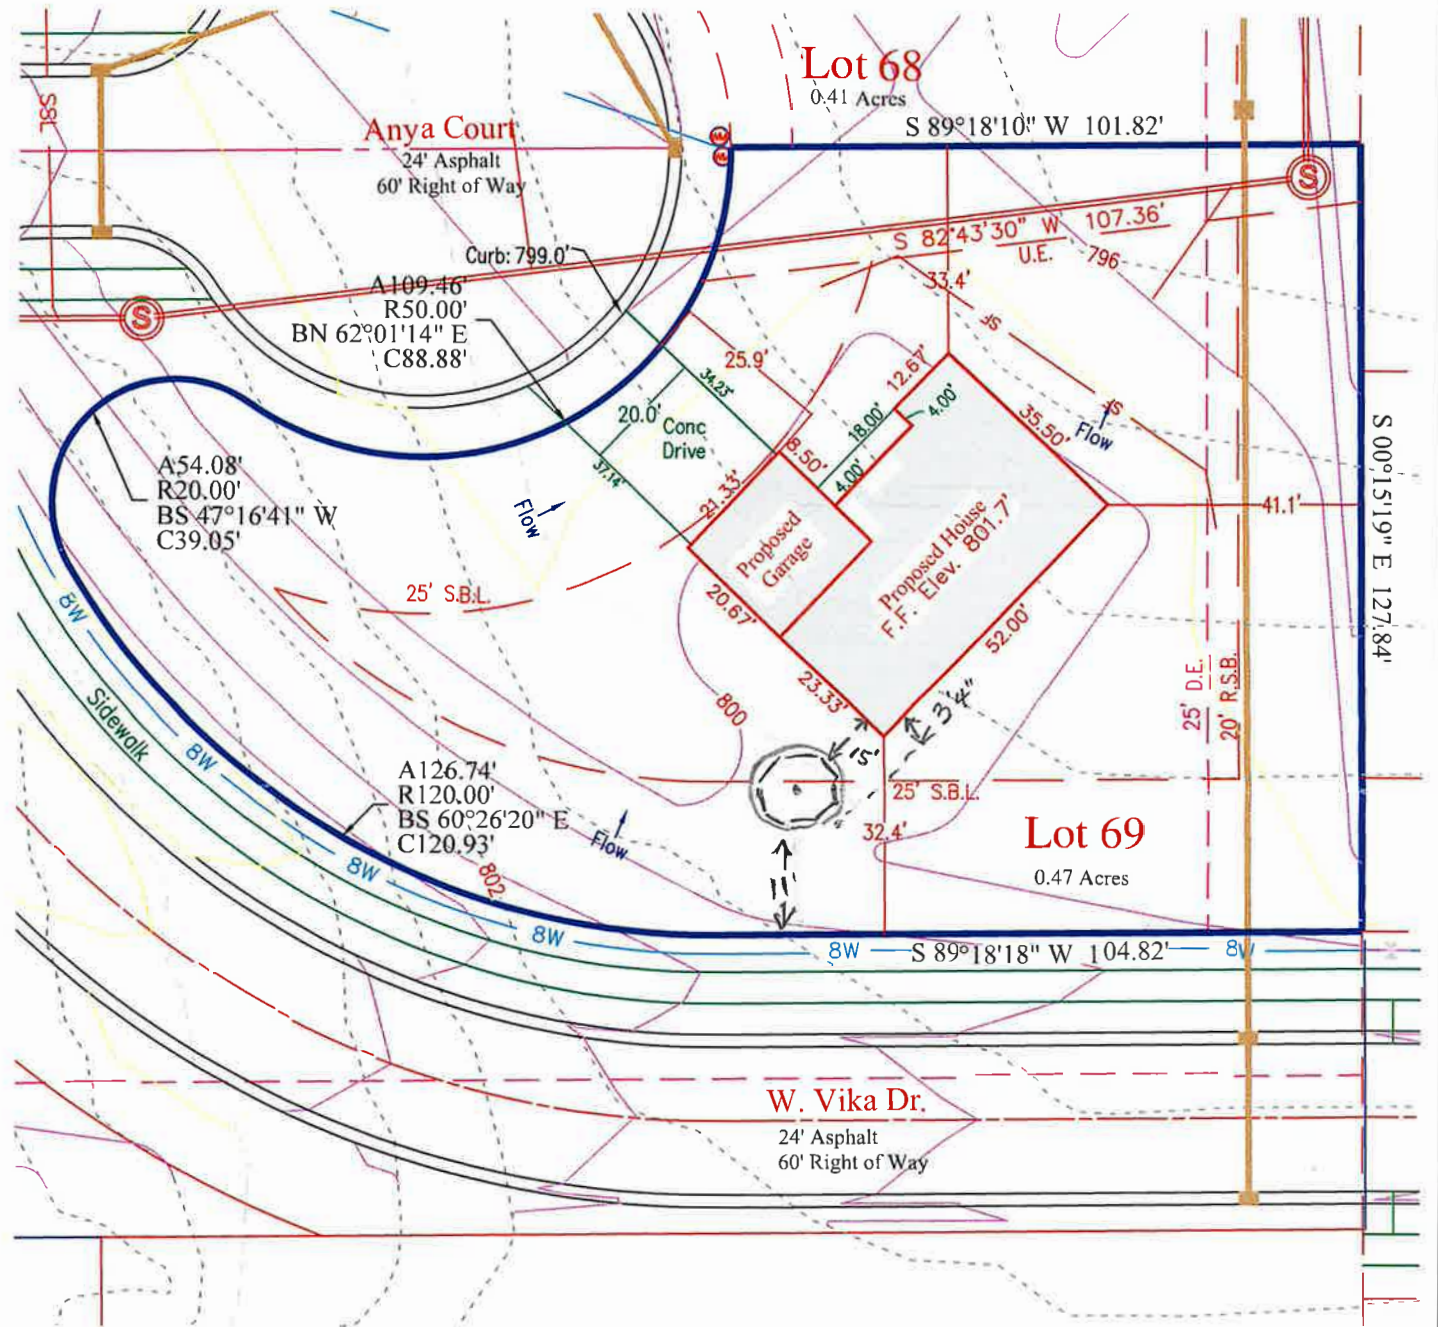 Lot 68
0.41 Acres
S 89°18'10" W 101.82'
SBL
Anya Court
24' Asphalt
60' Right of Way
S
S 82°43'30" W 107.36'
U.E.
796
Curb: 799.0'
33.4'
A109.46'
R50.00'
BN 62°01'14" E
C88.88'
S
SF
25.9'
34.23'
12.67'
4.00'
SF
35.50'
Flow
20.0'
Conc
Drive
18.00'
8.50'
4.00'
37.14'
21.33'
A54.08'
R20.00'
BS 47°16'41" W
C39.05'
Flow
41.1'
S 00°15'19" E 127.84'
Proposed
Garage
Proposed House
F.F. Elev. 801.7'
25' S.B.L.
20.67'
52.00'
8W
23.33'
800
25' D.E.
20' R.S.B.
Sidewalk
8W
3'4"
15'
A126.74'
R120.00'
BS 60°26'20" E
C120.93'
25' S.B.L.
Flow
32.4'
Lot 69
0.47 Acres
802
8W
11'
8W
8W
S 89°18'18" W 104.82'
8W
W. Vika Dr.
24' Asphalt
60' Right of Way